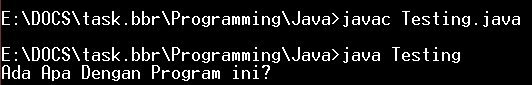 E:\DOCS\task.bbr\Programming\Java>javac Testing.java
E:\DOCS\task.bbr\Programming\Java>java Testing
Ada Apa Dengan Program ini?